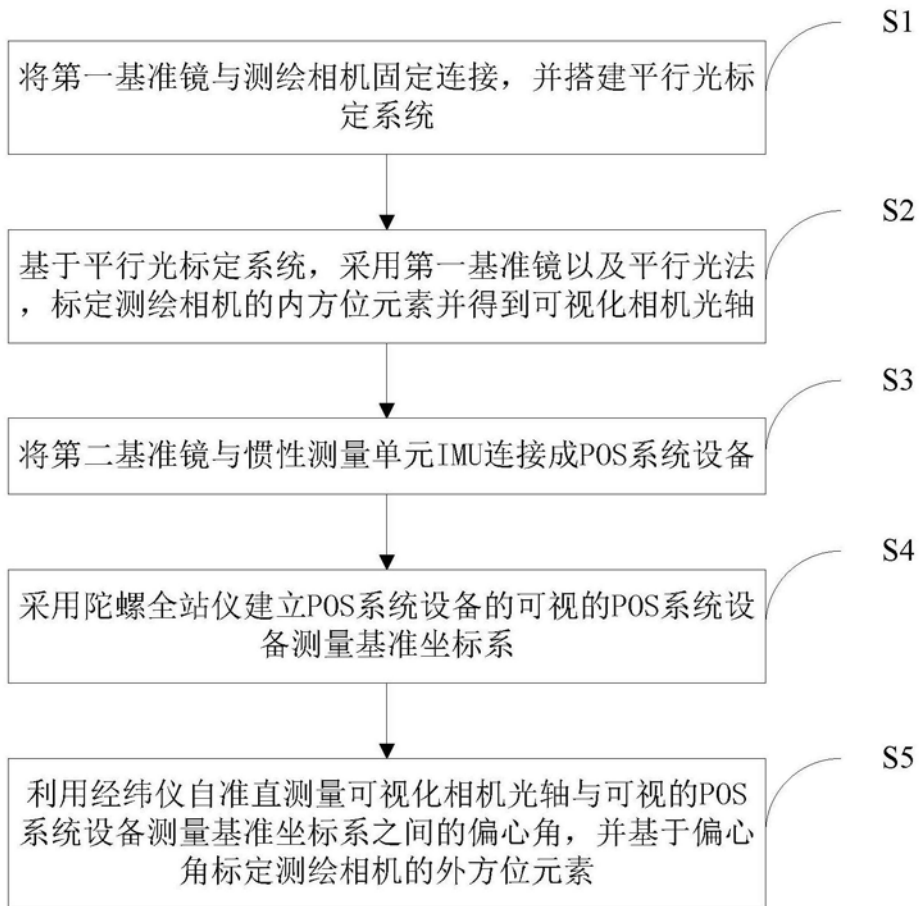 S1
将第一基准镜与测绘相机固定连接，并搭建平行光标
定系统
S2
基于平行光标定系统，采用第一基准镜以及平行光法
，标定测绘相机的内方位元素并得到可视化相机光轴
S3
将第二基准镜与惯性测量单元IMU连接成POS系统设备
S4
采用陀螺全站仪建立POS系统设备的可视的POS系统设
备测量基准坐标系
S5
利用经纬仪自准直测量可视化相机光轴与可视的POS
系统设备测量基准坐标系之间的偏心角，并基于偏心
角标定测绘相机的外方位元素